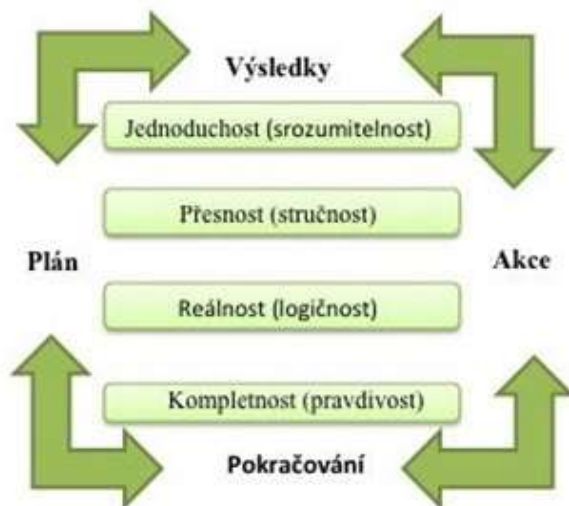 Výsledky
Jednoduchost (srozumitelnost)
Přesnost (stručnost)
Plán
Akce
Reálnost (logičnost)
Kompletnost (pravdivost)
Pokračování